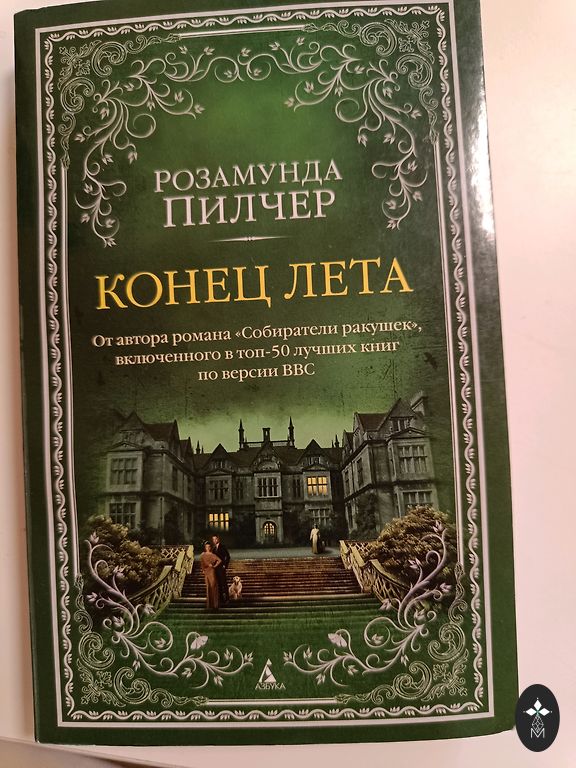 РОЗАМУНДА
ПИЛЧЕР
КОНЕЦ ЛЕТА
От автора романа «Собиратели ракушек»,
включенного в топ-50 лучших книг
по версии BBC
АЗБУКА